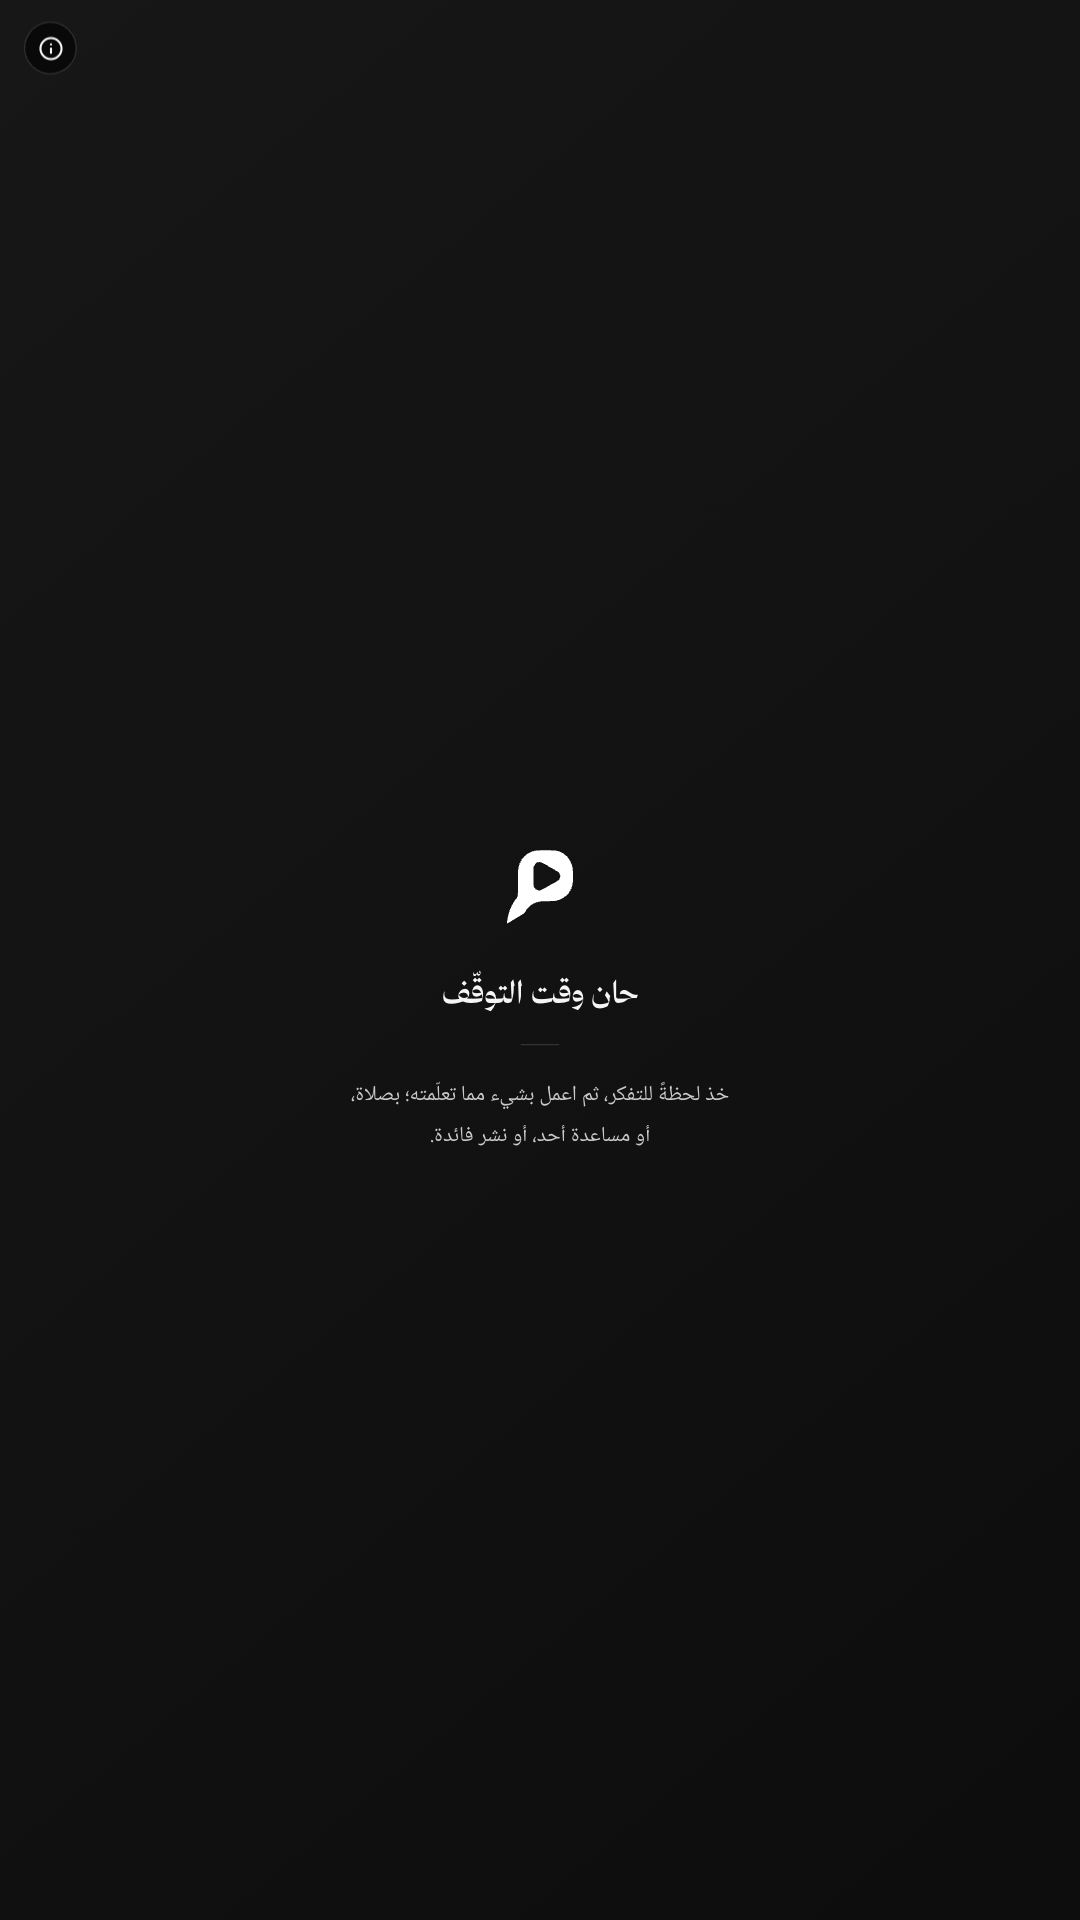 حان وقت التوقّف
خذ لحظةً للتفكر، ثم اعمل بشيء مما تعلّمته؛ بصلاة،
أو مساعدة أحد، أو نشر فائدة.